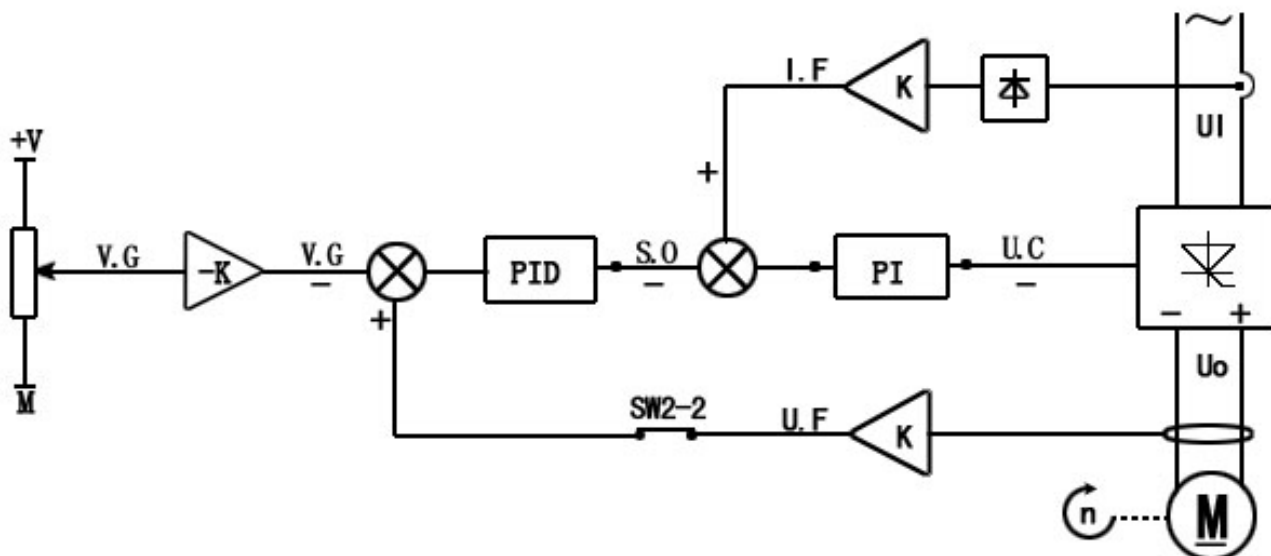 ~
I.F
K
UI
+
+V
V.G
-K
V.G
-
+
PID
S.O
-
PI
U.C
-
- +
Uo
M
SW2-2
U.F
K
n
M